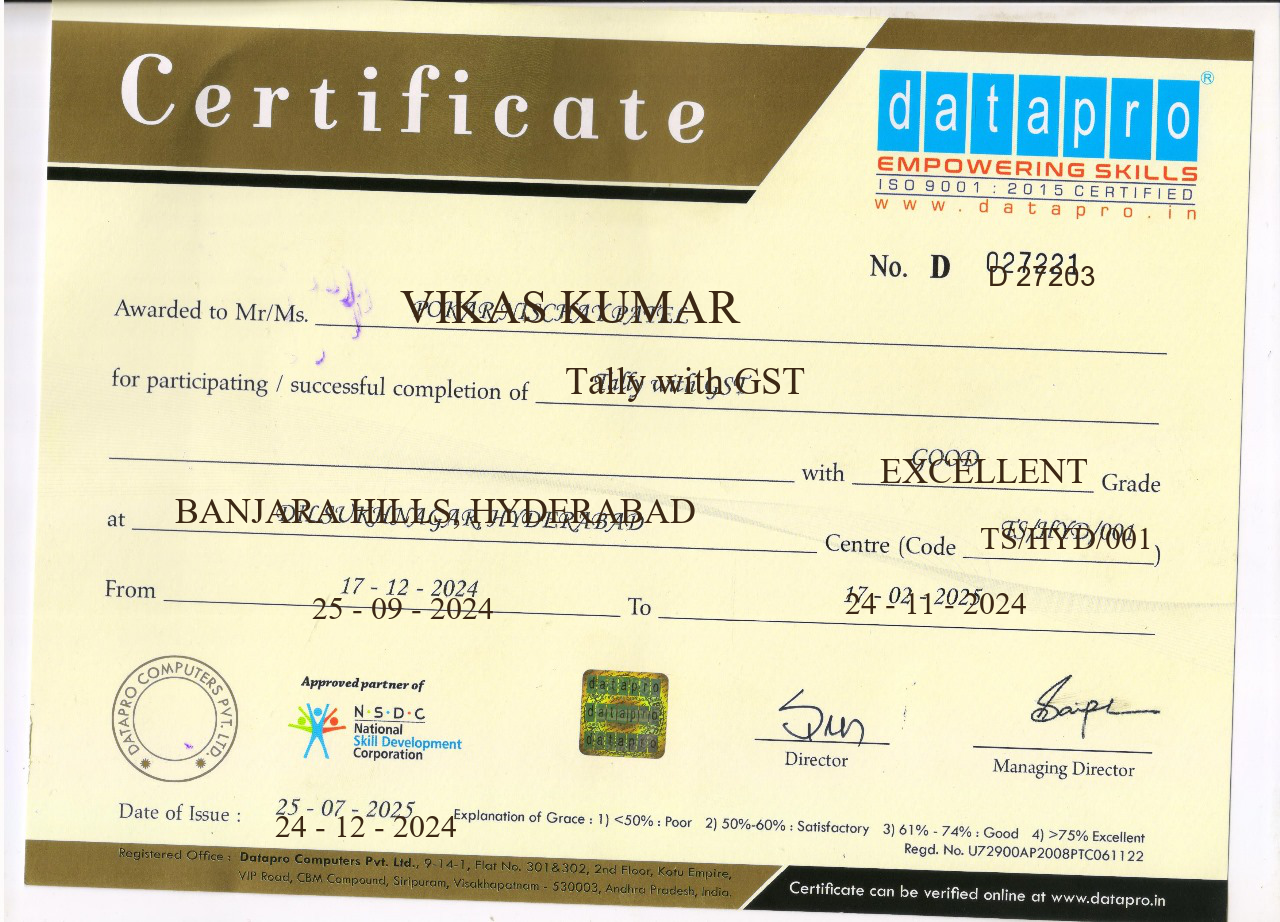 Certificate
datapro ®
EMPOWERING SKILLS
ISO 9001 : 2015 CERTIFIED
www.datapro.in
No. D 027221
D 27203
Awarded to Mr/Ms. VIKAS KUMAR
for participating / successful completion of Tally with GST
Tally with GST
GOOD
with EXCELLENT Grade
at BANJARA HILLS, HYDERABAD
HYDERABAD
TS/HYD/001
Centre (Code TS/HYD/001)
17 - 12 - 2024
17 - 02 - 2025
From 25 - 09 - 2024 To 24 - 11 - 2024
DATAPRO COMPUTERS PVT. LTD.
Approved partner of
N·S·D·C
National
Skill Development
Corporation
datapro
datapro
datapro
Director
Managing Director
25 - 07 - 2025
Date of Issue : 24 - 12 - 2024
Explanation of Grace : 1) <50% : Poor 2) 50%-60% : Satisfactory 3) 61% - 74% : Good 4) >75% Excellent
Regd. No. U72900AP2008PTC061122
Registered Office : Datapro Computers Pvt. Ltd., 9-14-1, Flat No. 301&302, 2nd Floor, Kotu Empire,
VIP Road, CBM Compound, Siripuram, Visakhapatnam - 530003, Andhra Pradesh, India.
Certificate can be verified online at www.datapro.in